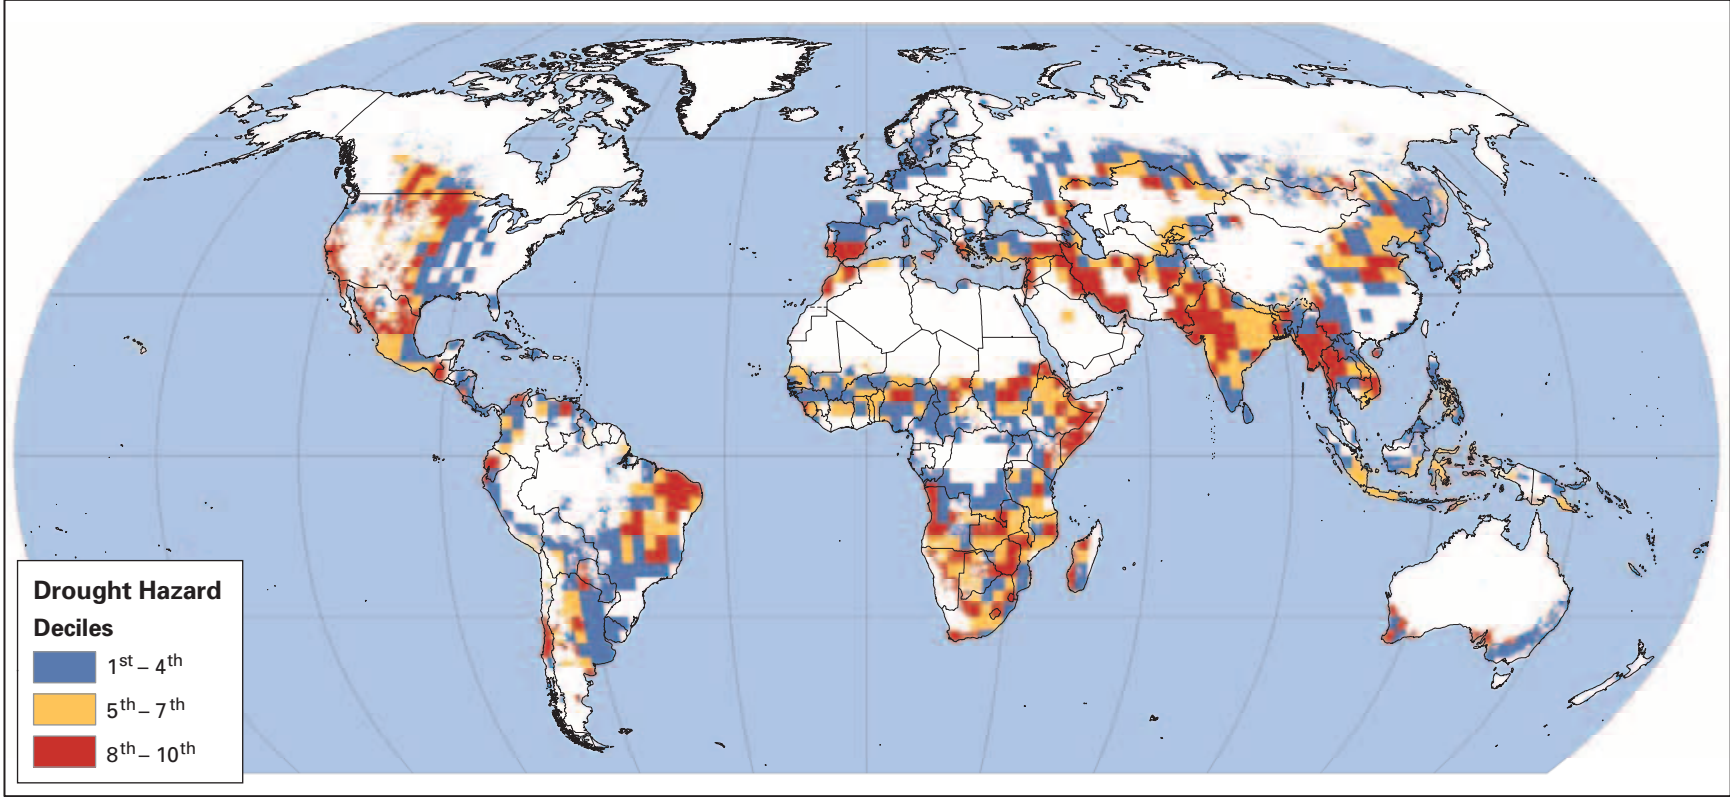 Drought Hazard
Deciles
1st – 4th
5th – 7th
8th – 10th